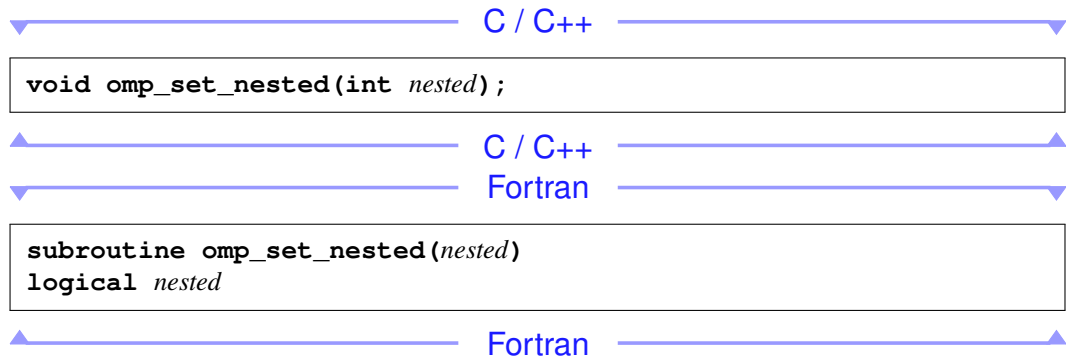 C / C++
void omp_set_nested(int nested);
C / C++
Fortran
subroutine omp_set_nested(nested)
logical nested
Fortran